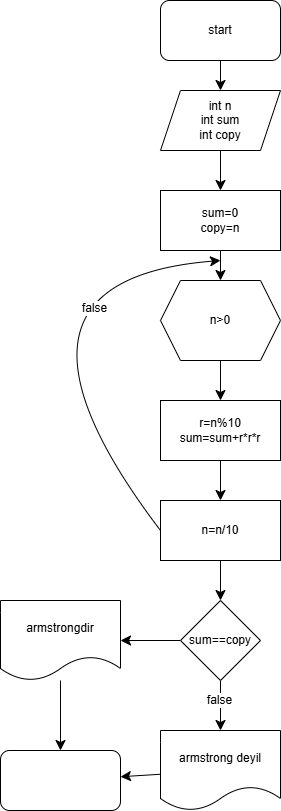 start
int n
int sum
int copy
sum=0
copy=n
false
n>0
r=n%10
sum=sum+r*r*r
n=n/10
armstrongdir
sum==copy
false
armstrong deyil